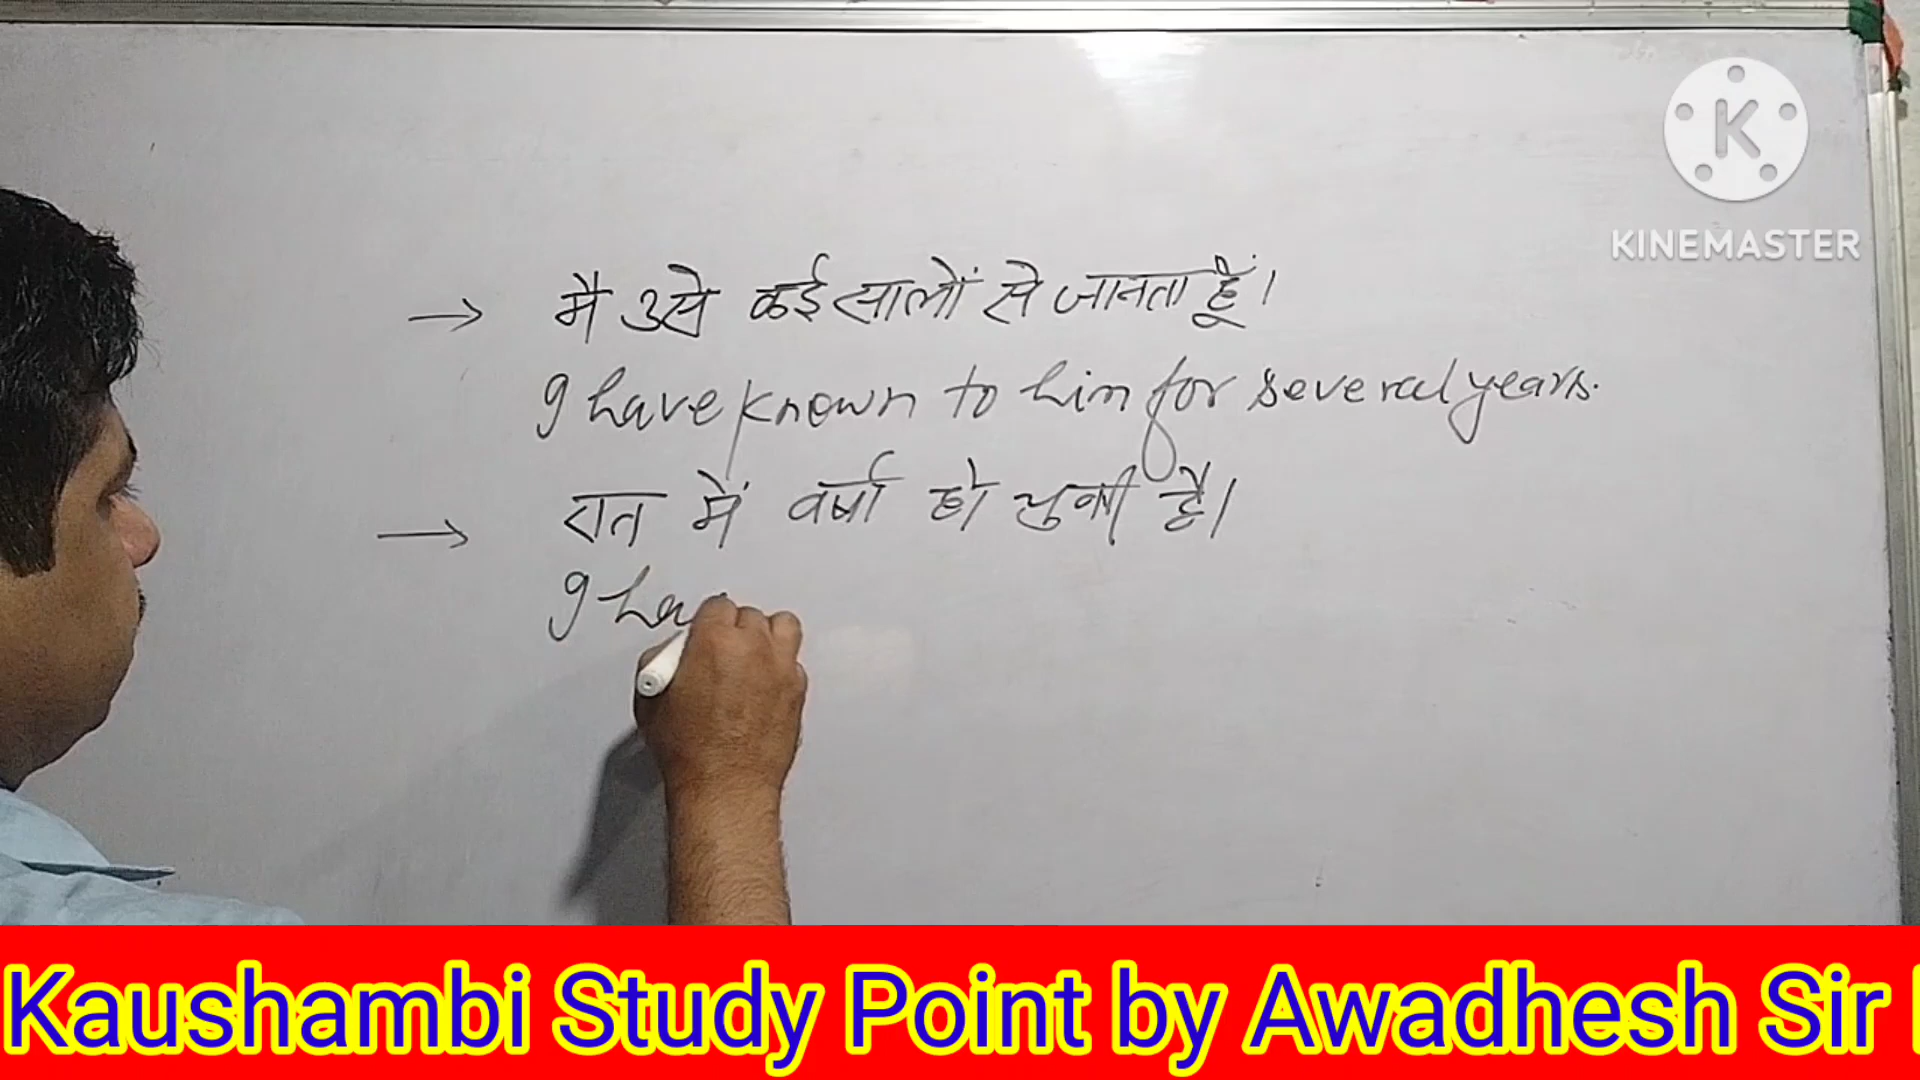 K
KINEMASTER
→ मै उसे कई सालों से जानता हूँ।
I have known to him for several years.
→ रात में वर्षा हो चुकी है।
I ha
Kaushambi Study Point by Awadhesh Sir